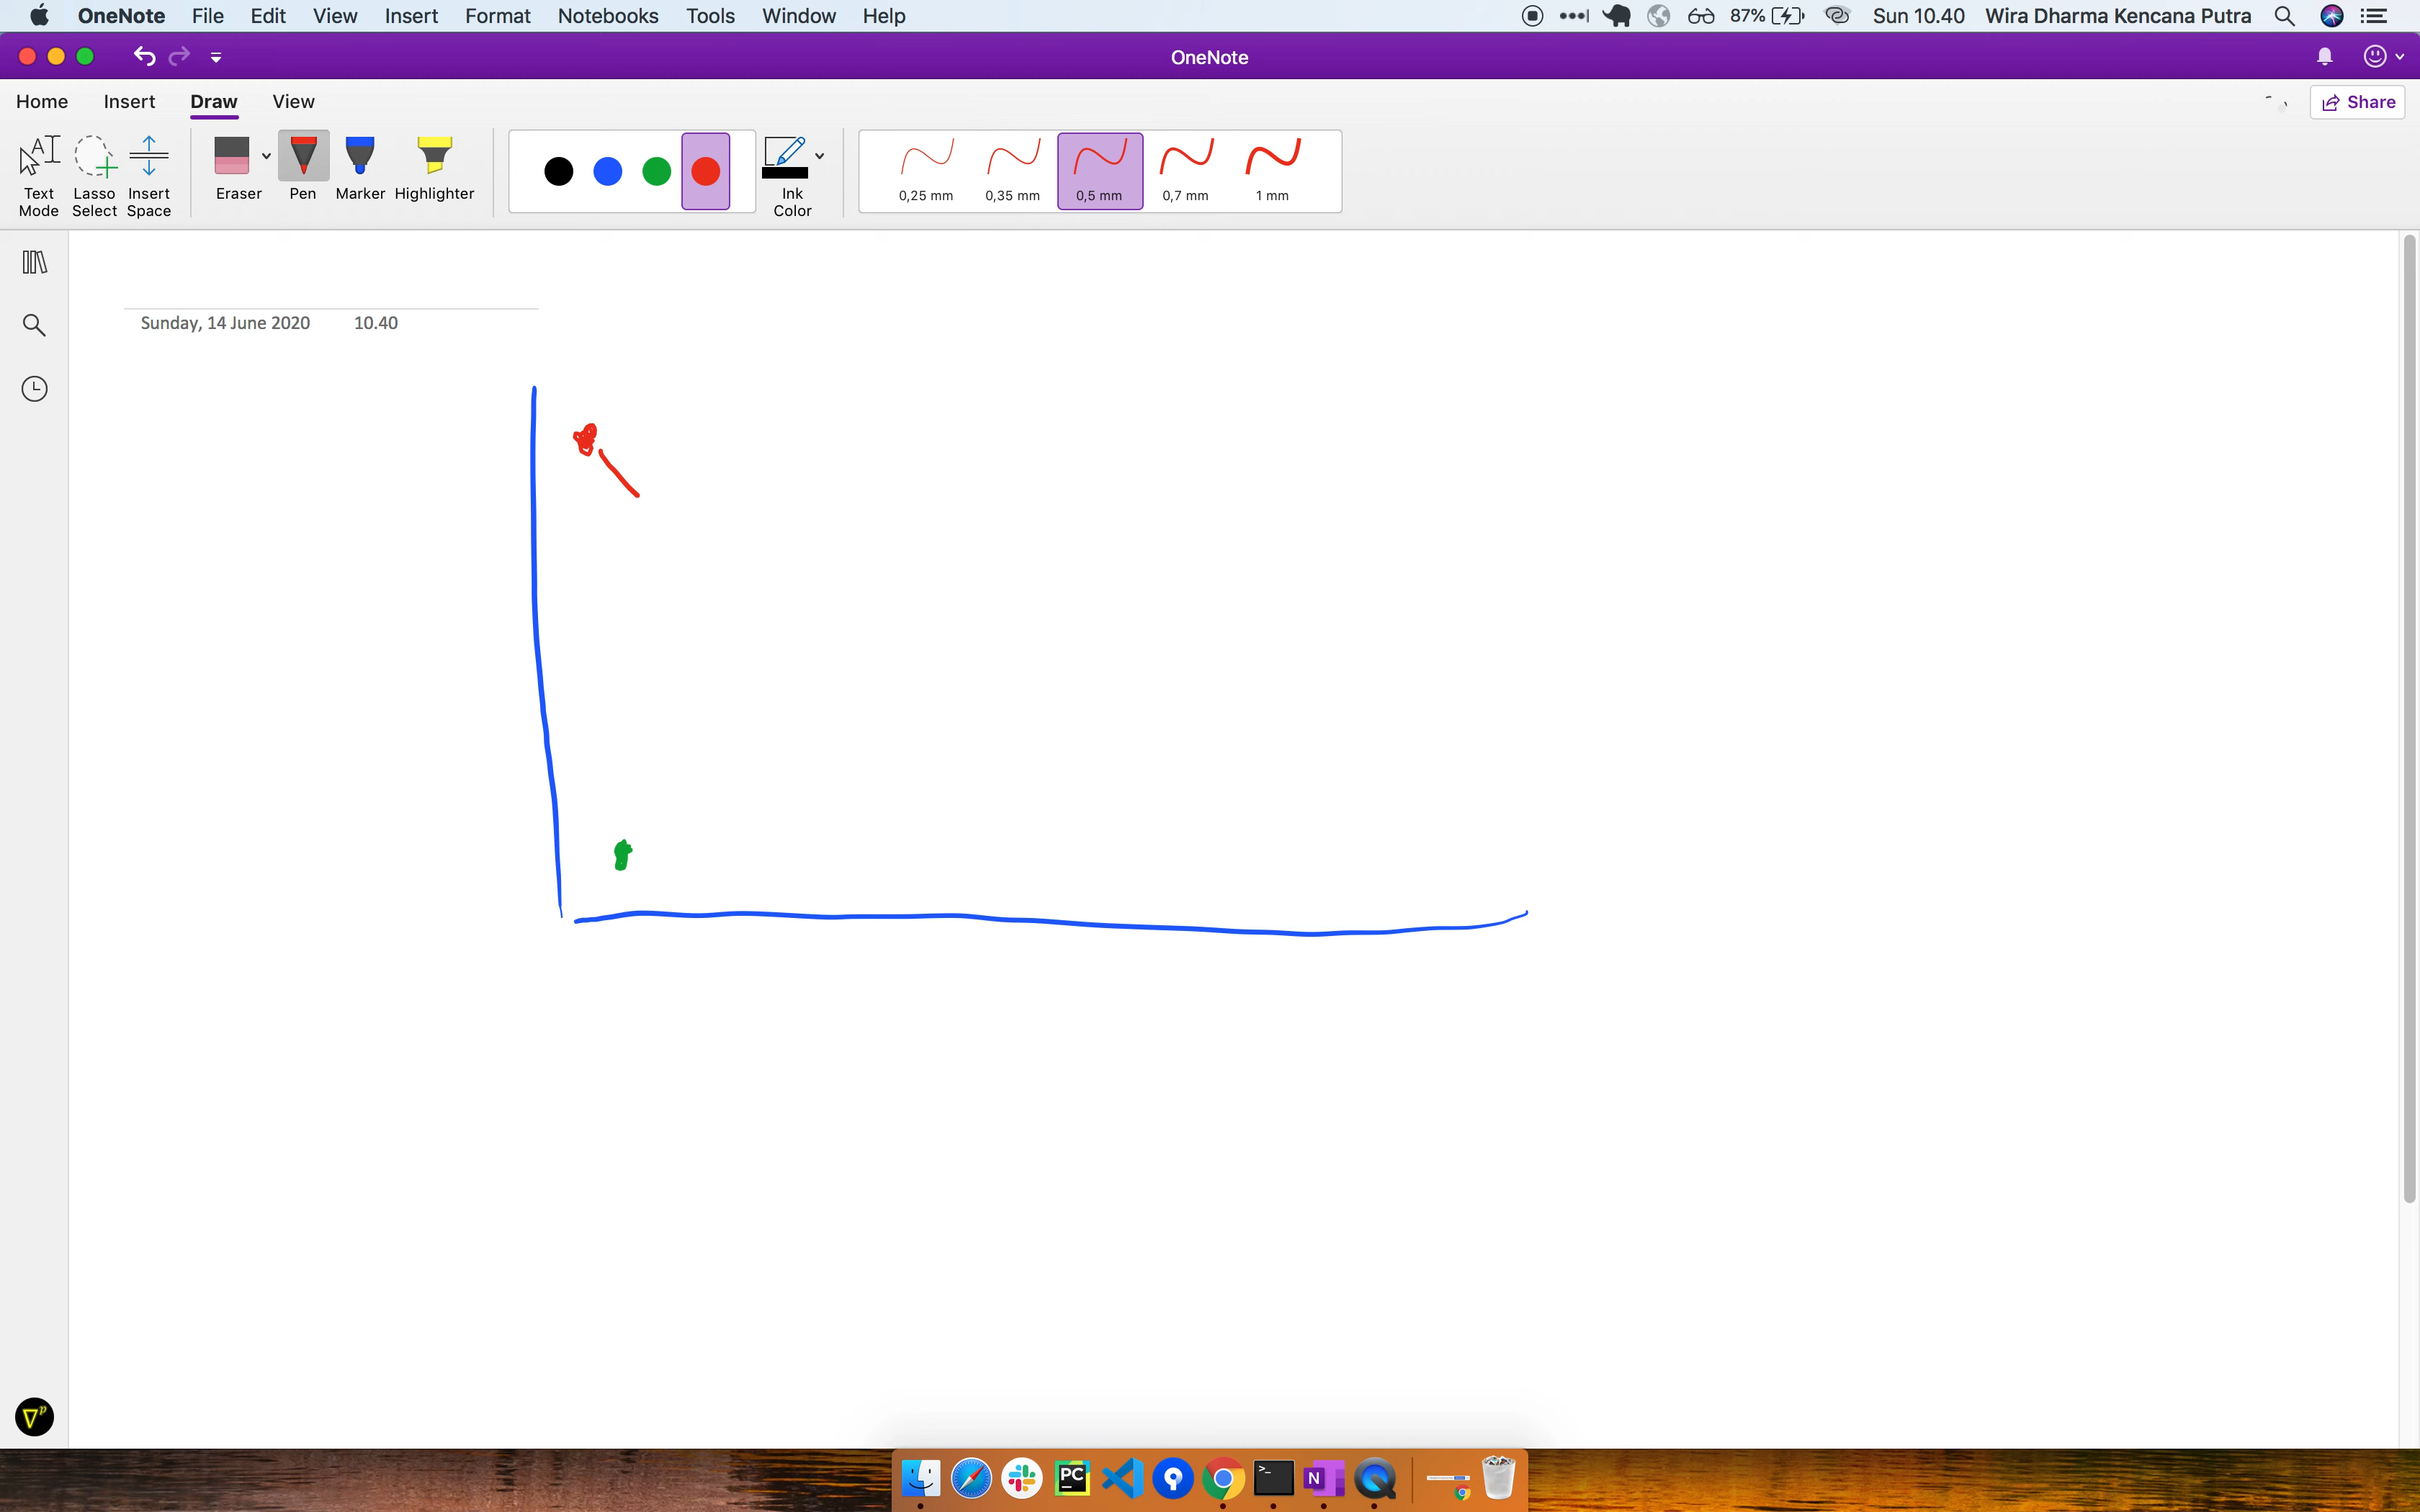 OneNote File Edit View Insert Format Notebooks Tools Window Help 87% Sun 10.40 Wira Dharma Kencana Putra
OneNote
Home Insert Draw View Share
Text Mode Lasso Select Insert Space Eraser Pen Marker Highlighter Ink Color 0,25 mm 0,35 mm 0,5 mm 0,7 mm 1 mm
Sunday, 14 June 2020 10.40
∇p
PC
>_
N